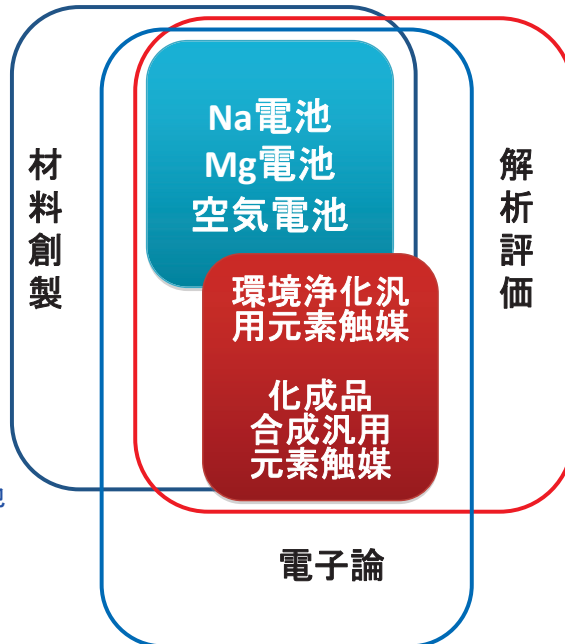 Na電池
Mg電池
空気電池
材料創製
解析評価
環境浄化汎
用元素触媒
化成品
合成汎用
元素触媒
電子論